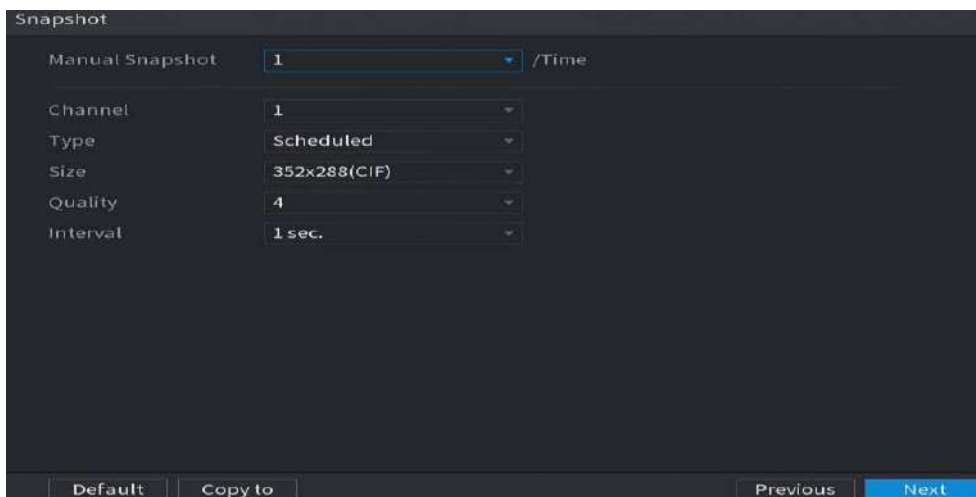 Snapshot
Manual Snapshot 1 /Time
Channel 1
Type Scheduled
Size 352x288(CIF)
Quality 4
Interval 1 sec.
Default Copy to Previous Next